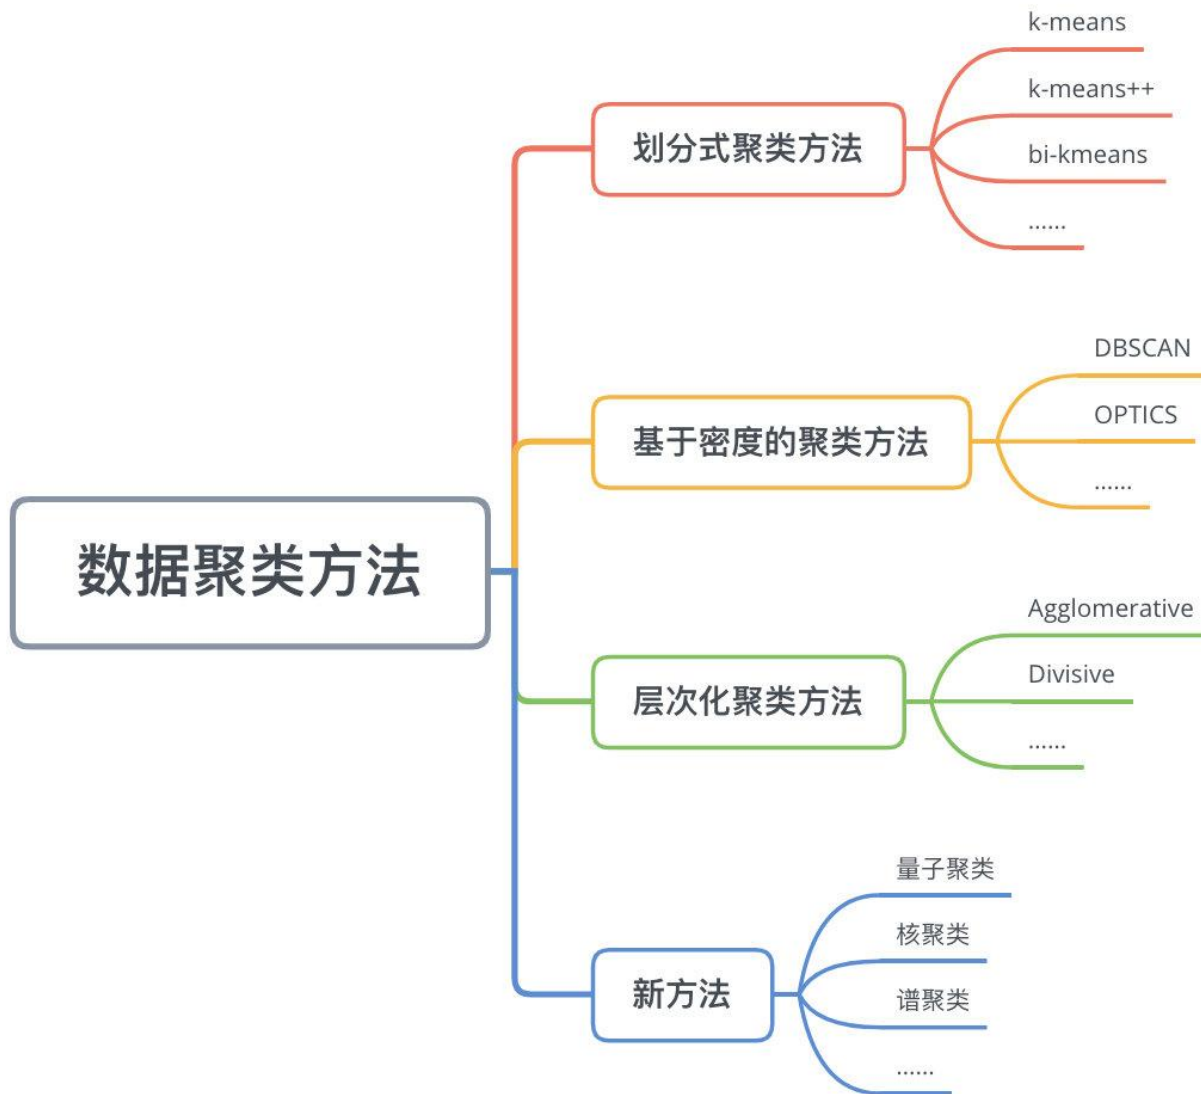 数据聚类方法
划分式聚类方法
k-means
k-means++
bi-kmeans
......
基于密度的聚类方法
DBSCAN
OPTICS
......
层次化聚类方法
Agglomerative
Divisive
......
新方法
量子聚类
核聚类
谱聚类
......